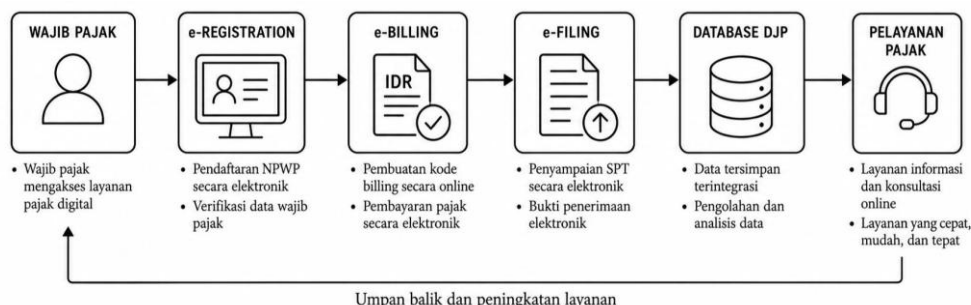 WAJIB PAJAK
e-REGISTRATION
e-BILLING
e-FILING
DATABASE DJP
PELAYANAN
PAJAK
IDR
• Wajib pajak
mengakses layanan
pajak digital
• Pendaftaran NPWP
secara elektronik
• Verifikasi data wajib
pajak
• Pembuatan kode
billing secara online
• Pembayaran pajak
secara elektronik
• Penyampaian SPT
secara elektronik
• Bukti penerimaan
elektronik
• Data tersimpan
terintegrasi
• Pengolahan dan
analisis data
• Layanan informasi
dan konsultasi
online
• Layanan yang cepat,
mudah, dan tepat
Umpan balik dan peningkatan layanan